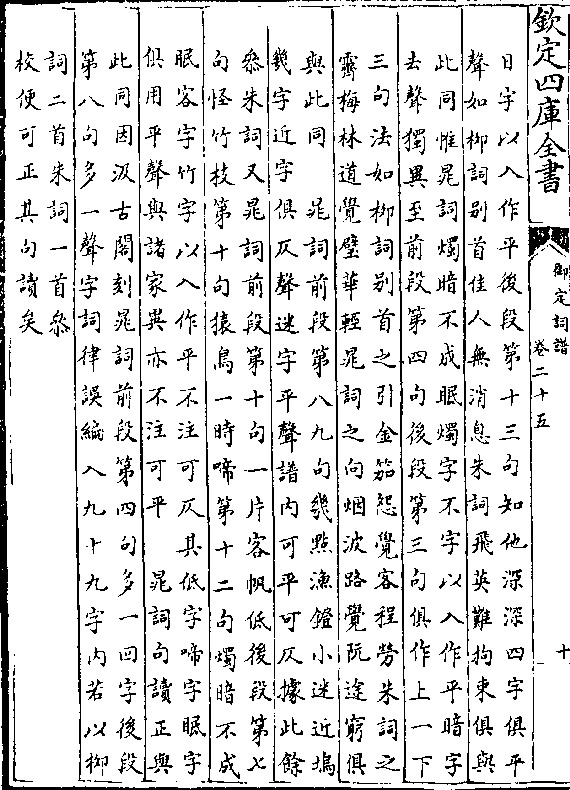 欽定四庫全書
御定詞譜
卷二十五
十
日字以入作平後段第十三句知他深深四字俱平
聲如柳詞别首佳人無消息朱詞飛英難拘束俱與
此同惟晁詞燭暗不成眠燭字不字以入作平暗字
去聲獨異至前段第四句後段第三句俱作上一下
三句法如柳詞别首之引金笳怨覺客程勞朱詞之
霽梅林道覺璧華輕晁詞之向烟波路覺阮途窮俱
與此同　晁詞前段第八九句幾點漁鐙小迷近塢
幾字近字俱仄聲迷字平聲譜内可平可仄據此餘
叅朱詞又晁詞前段第十句一片客帆低後段第七
句怪竹枝第十句猿鳥一時啼第十二句燭暗不成
眠客字竹字以入作平不注可仄其低字啼字眠字
俱用平聲與諸家異亦不注可平　晁詞句讀正與
此同因汲古閣刻晁詞前段第四句多一四字後段
第八句多一聲字詞律誤編入九十九字内若以柳
詞二首朱詞一首叅
校便可正其句讀矣